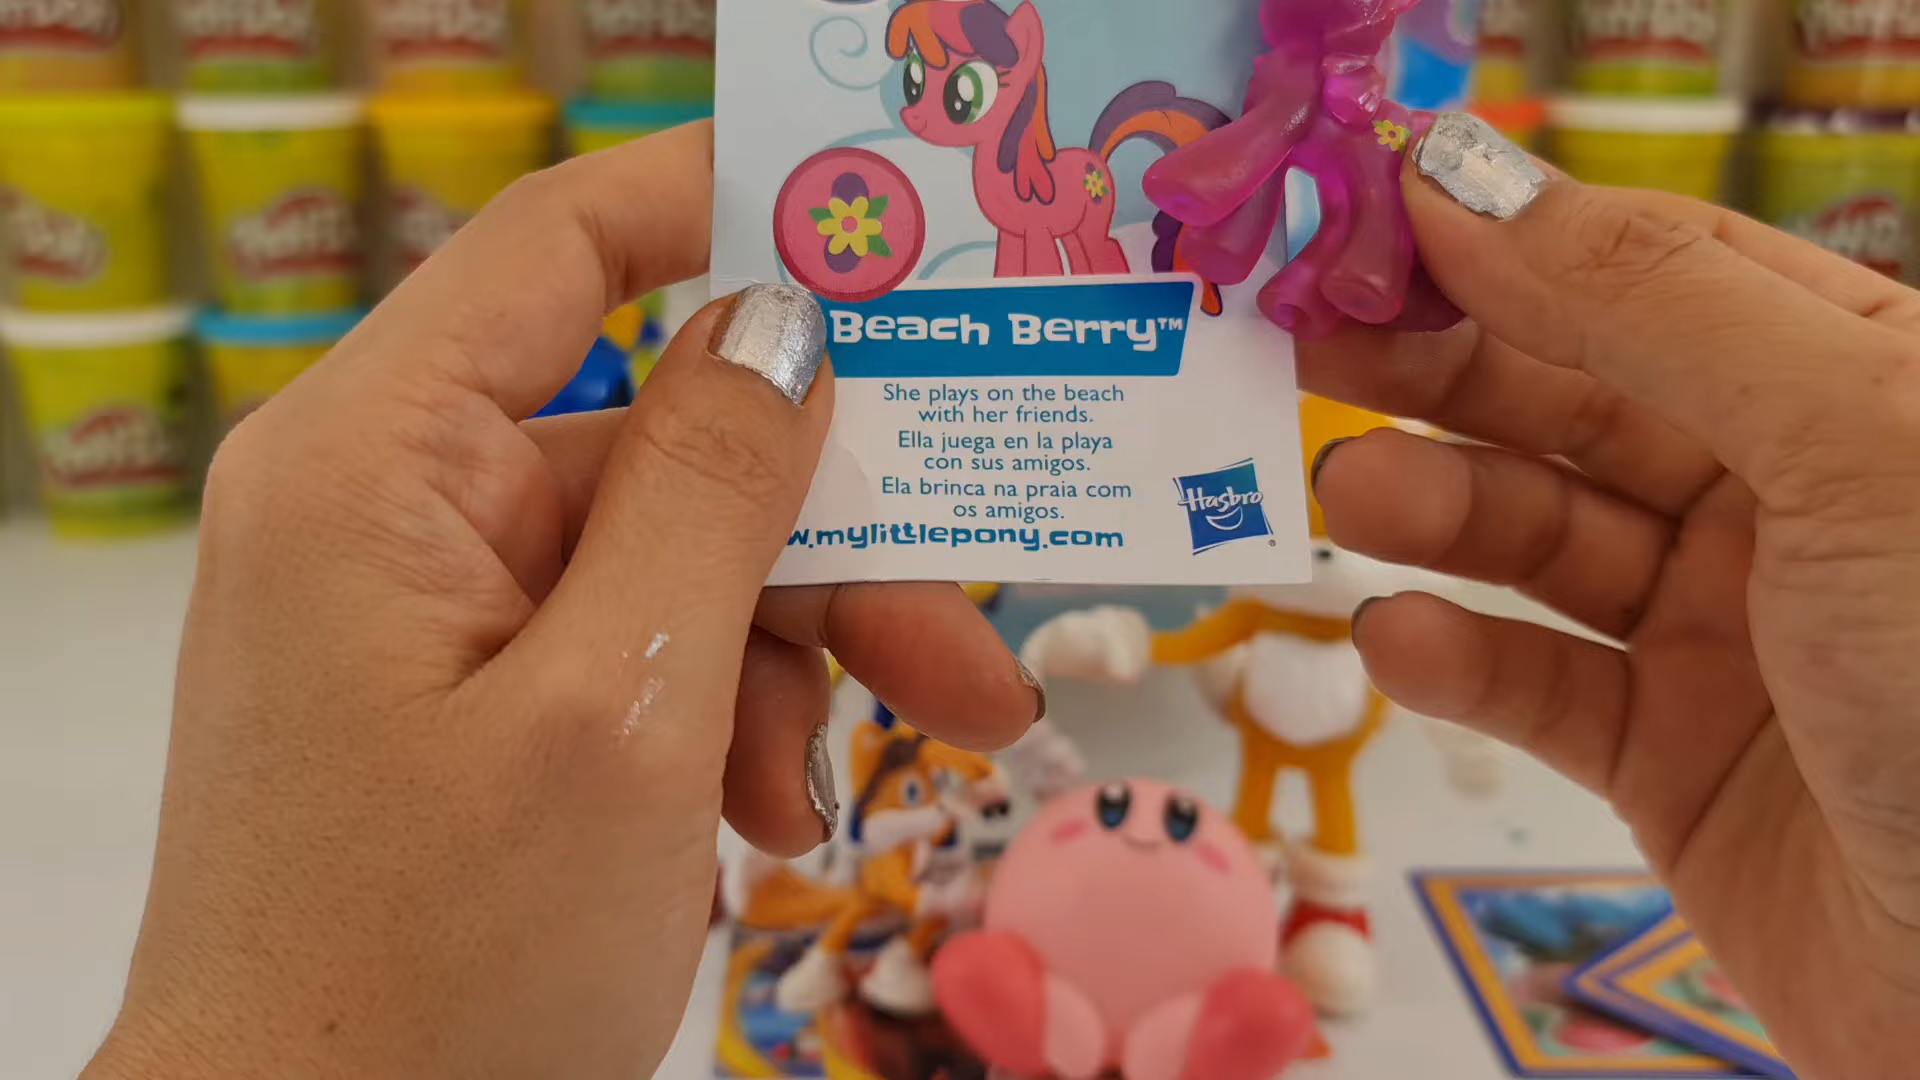 Beach Berry™
She plays on the beach
with her friends.
Ella juega en la playa
con sus amigos.
Ela brinca na praia com
os amigos.
w.mylittlepony.com
Hasbro